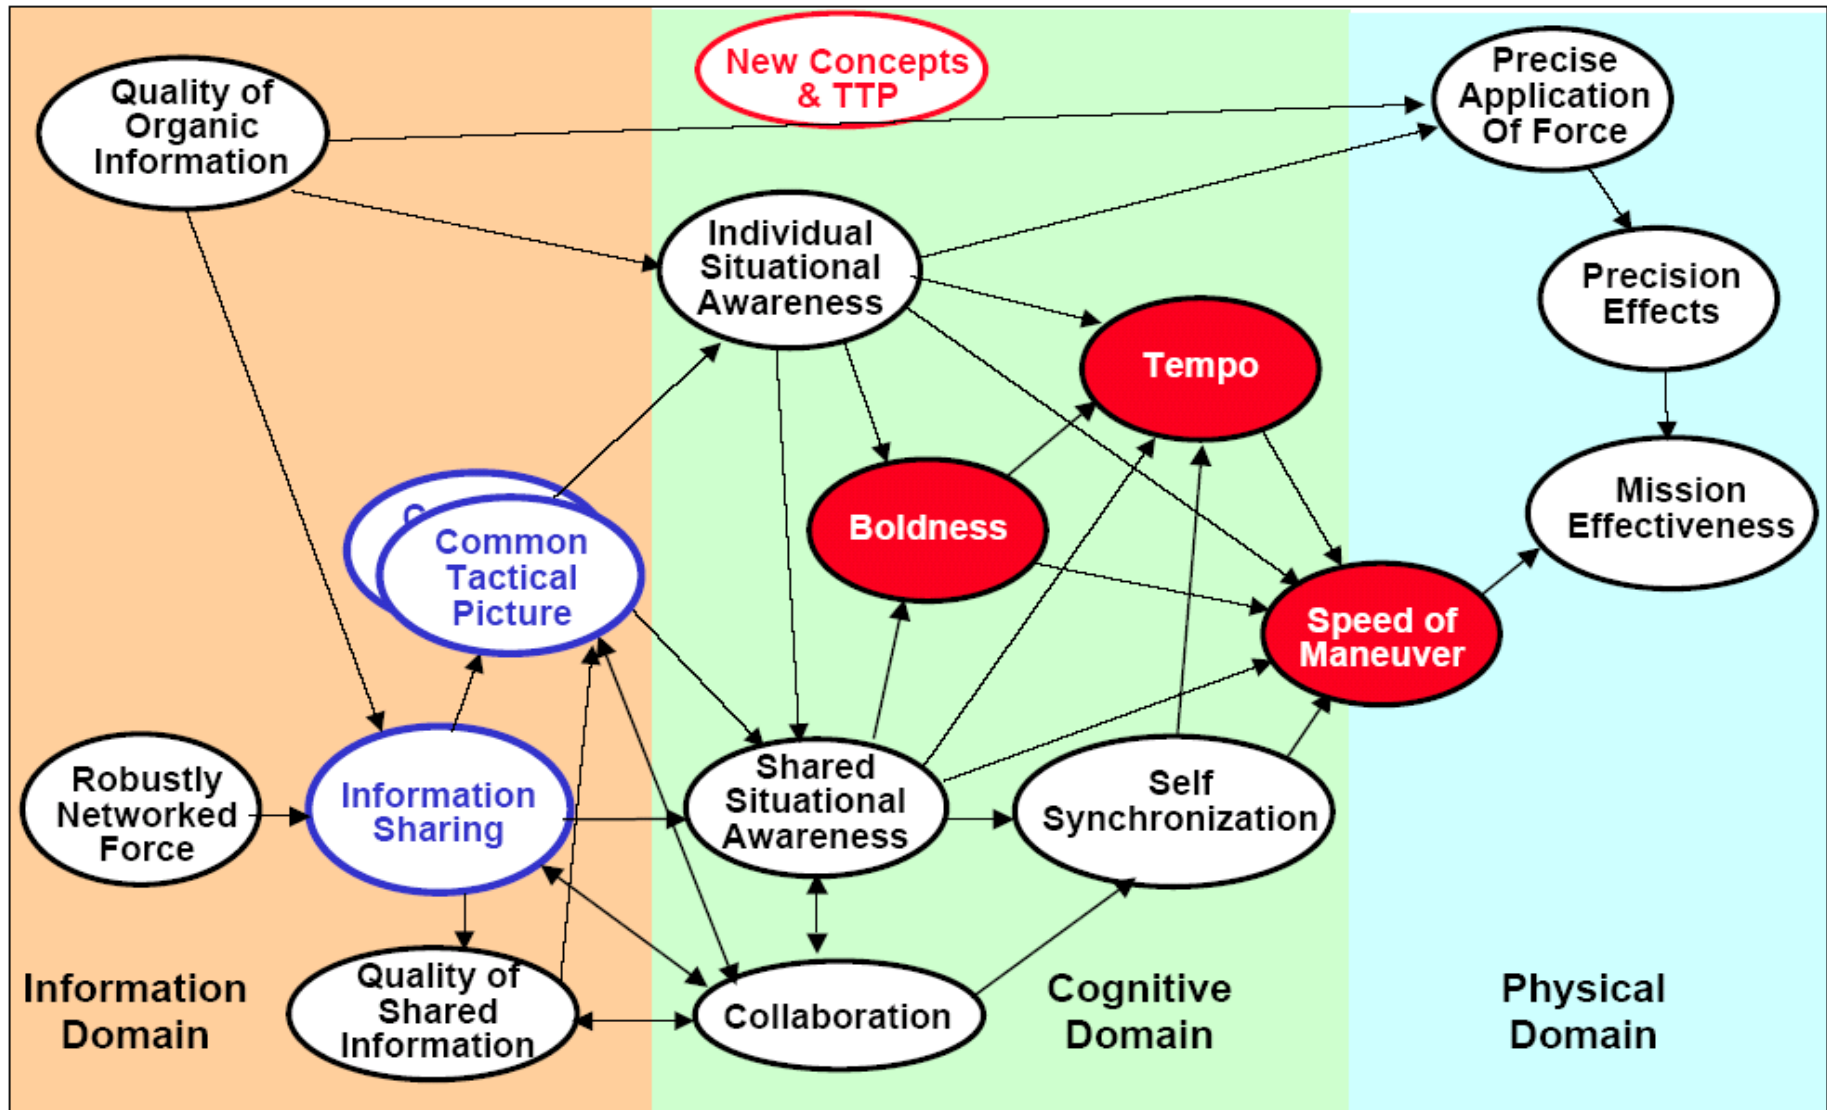 New Concepts
& TTP
Quality of
Organic
Information
Precise
Application
Of Force
Individual
Situational
Awareness
Precision
Effects
Tempo
Boldness
Mission
Effectiveness
Common
Tactical
Picture
Speed of
Maneuver
Robustly
Networked
Force
Information
Sharing
Shared
Situational
Awareness
Self
Synchronization
Quality of
Shared
Information
Collaboration
Information
Domain
Cognitive
Domain
Physical
Domain